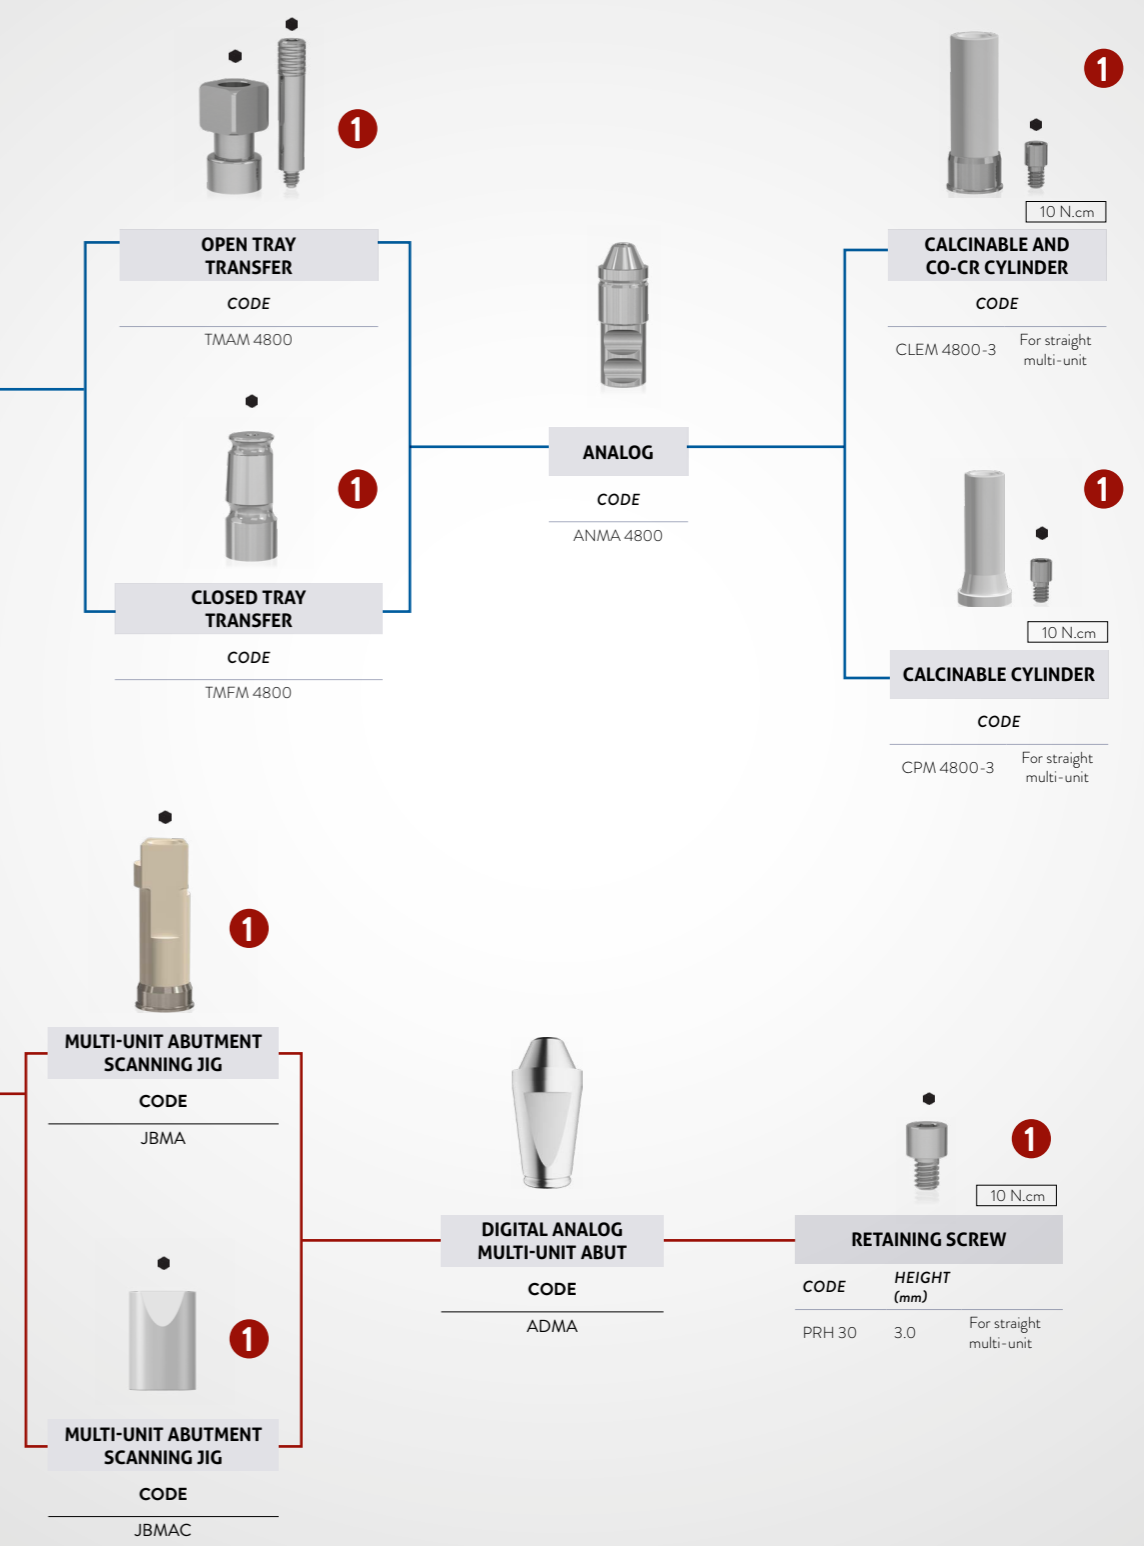 1
OPEN TRAY
TRANSFER
CODE
TMAM 4800
1
CLOSED TRAY
TRANSFER
CODE
TMFM 4800
ANALOG
CODE
ANMA 4800
1
10 N.cm
CALCINABLE AND
CO-CR CYLINDER
CODE
CLEM 4800-3 For straight
multi-unit
1
10 N.cm
CALCINABLE CYLINDER
CODE
CPM 4800-3 For straight
multi-unit
1
MULTI-UNIT ABUTMENT
SCANNING JIG
CODE
JBMA
1
MULTI-UNIT ABUTMENT
SCANNING JIG
CODE
JBMAC
DIGITAL ANALOG
MULTI-UNIT ABUT
CODE
ADMA
1
10 N.cm
RETAINING SCREW
CODE HEIGHT
(mm)
PRH 30 3.0 For straight
multi-unit